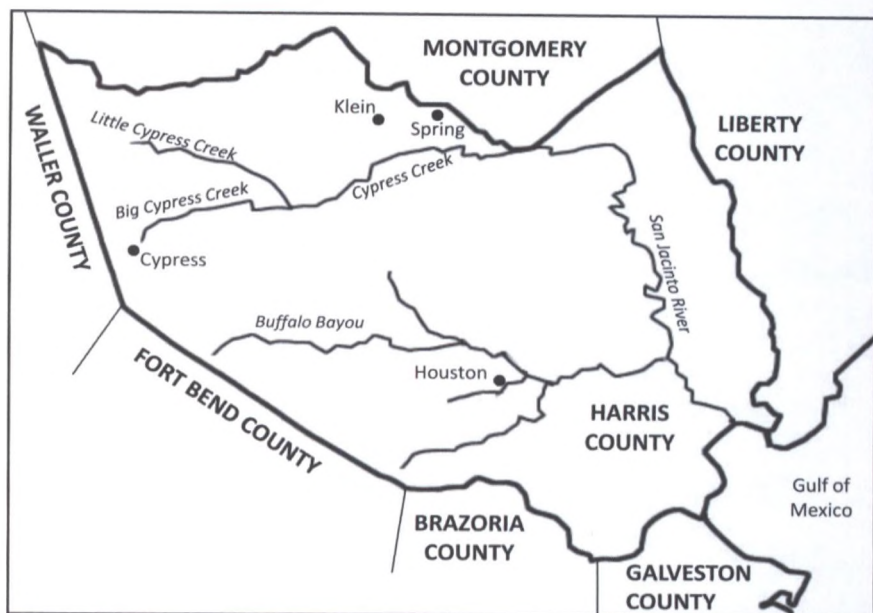 MONTGOMERY
COUNTY
Klein
Spring
LIBERTY
COUNTY
WALLER COUNTY
Little Cypress Creek
Cypress Creek
Big Cypress Creek
Cypress
San Jacinto River
Buffalo Bayou
Houston
FORT BEND COUNTY
HARRIS
COUNTY
Gulf of
Mexico
BRAZORIA
COUNTY
GALVESTON
COUNTY